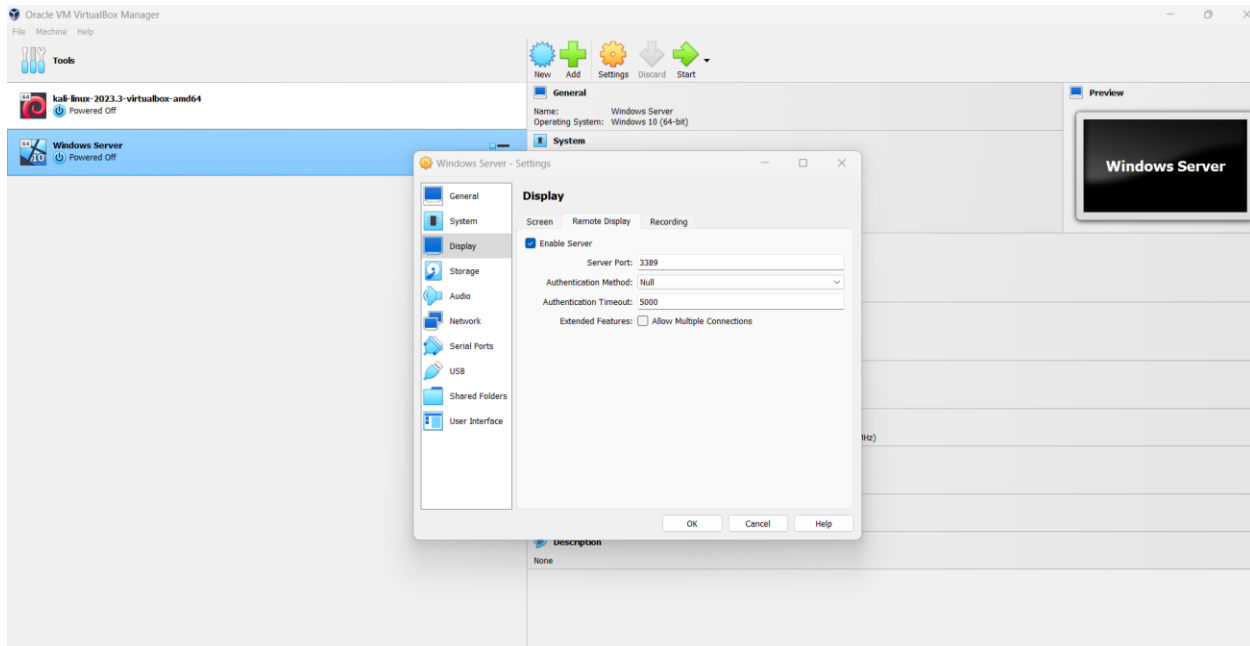 Oracle VM VirtualBox Manager
File Machine Help
Tools
New Add Settings Discard Start
64
kali-linux-2023.3-virtualbox-amd64
Powered Off
64
10
Windows Server
Powered Off
General
Name: Windows Server
Operating System: Windows 10 (64-bit)
System
Preview
Windows Server
Windows Server - Settings
General
System
Display
Storage
Audio
Network
Serial Ports
USB
Shared Folders
User Interface
Display
Screen Remote Display Recording
Enable Server
Server Port: 3389
Authentication Method: Null
Authentication Timeout: 5000
Extended Features: Allow Multiple Connections
OK Cancel Help
Hz)
Description
None